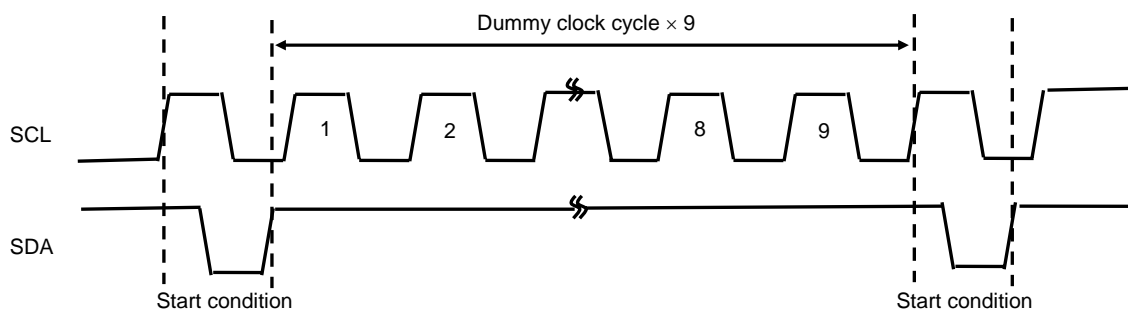 Dummy clock cycle × 9
SCL
1
2
8
9
SDA
Start condition
Start condition